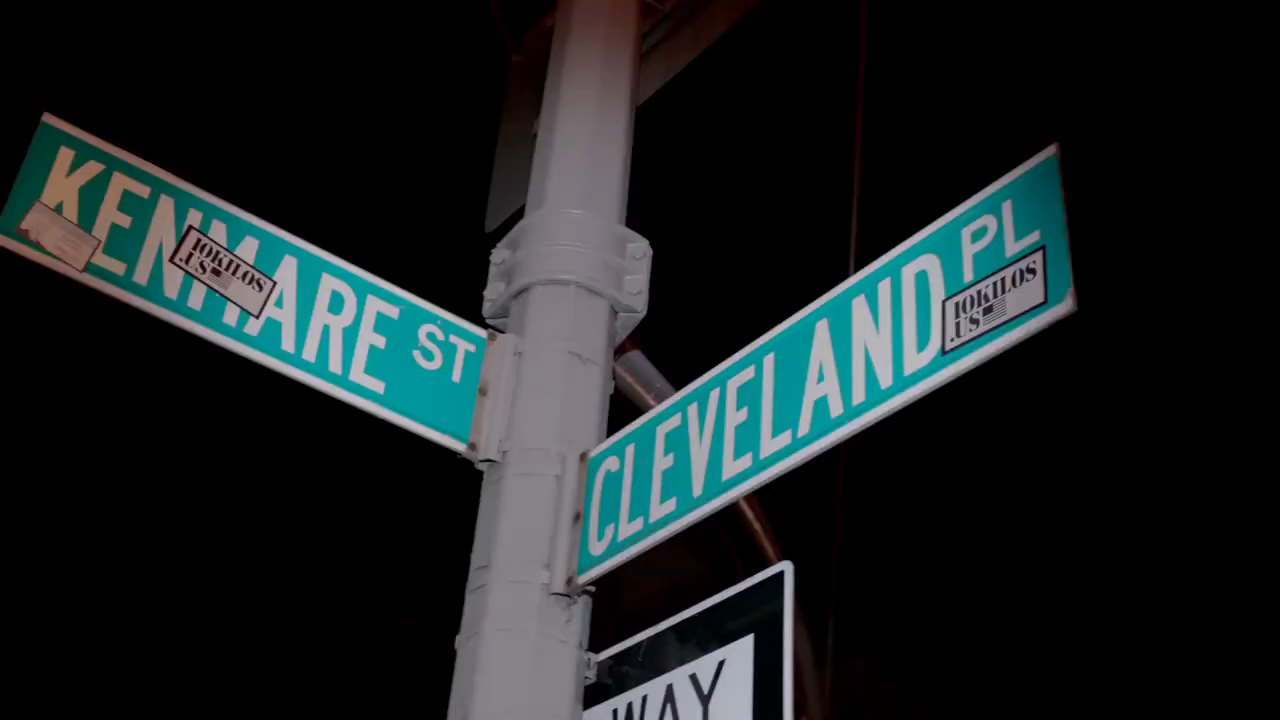 KENMARE ST
10KILOS
.US
CLEVELAND PL
10KILOS
.US
WAY